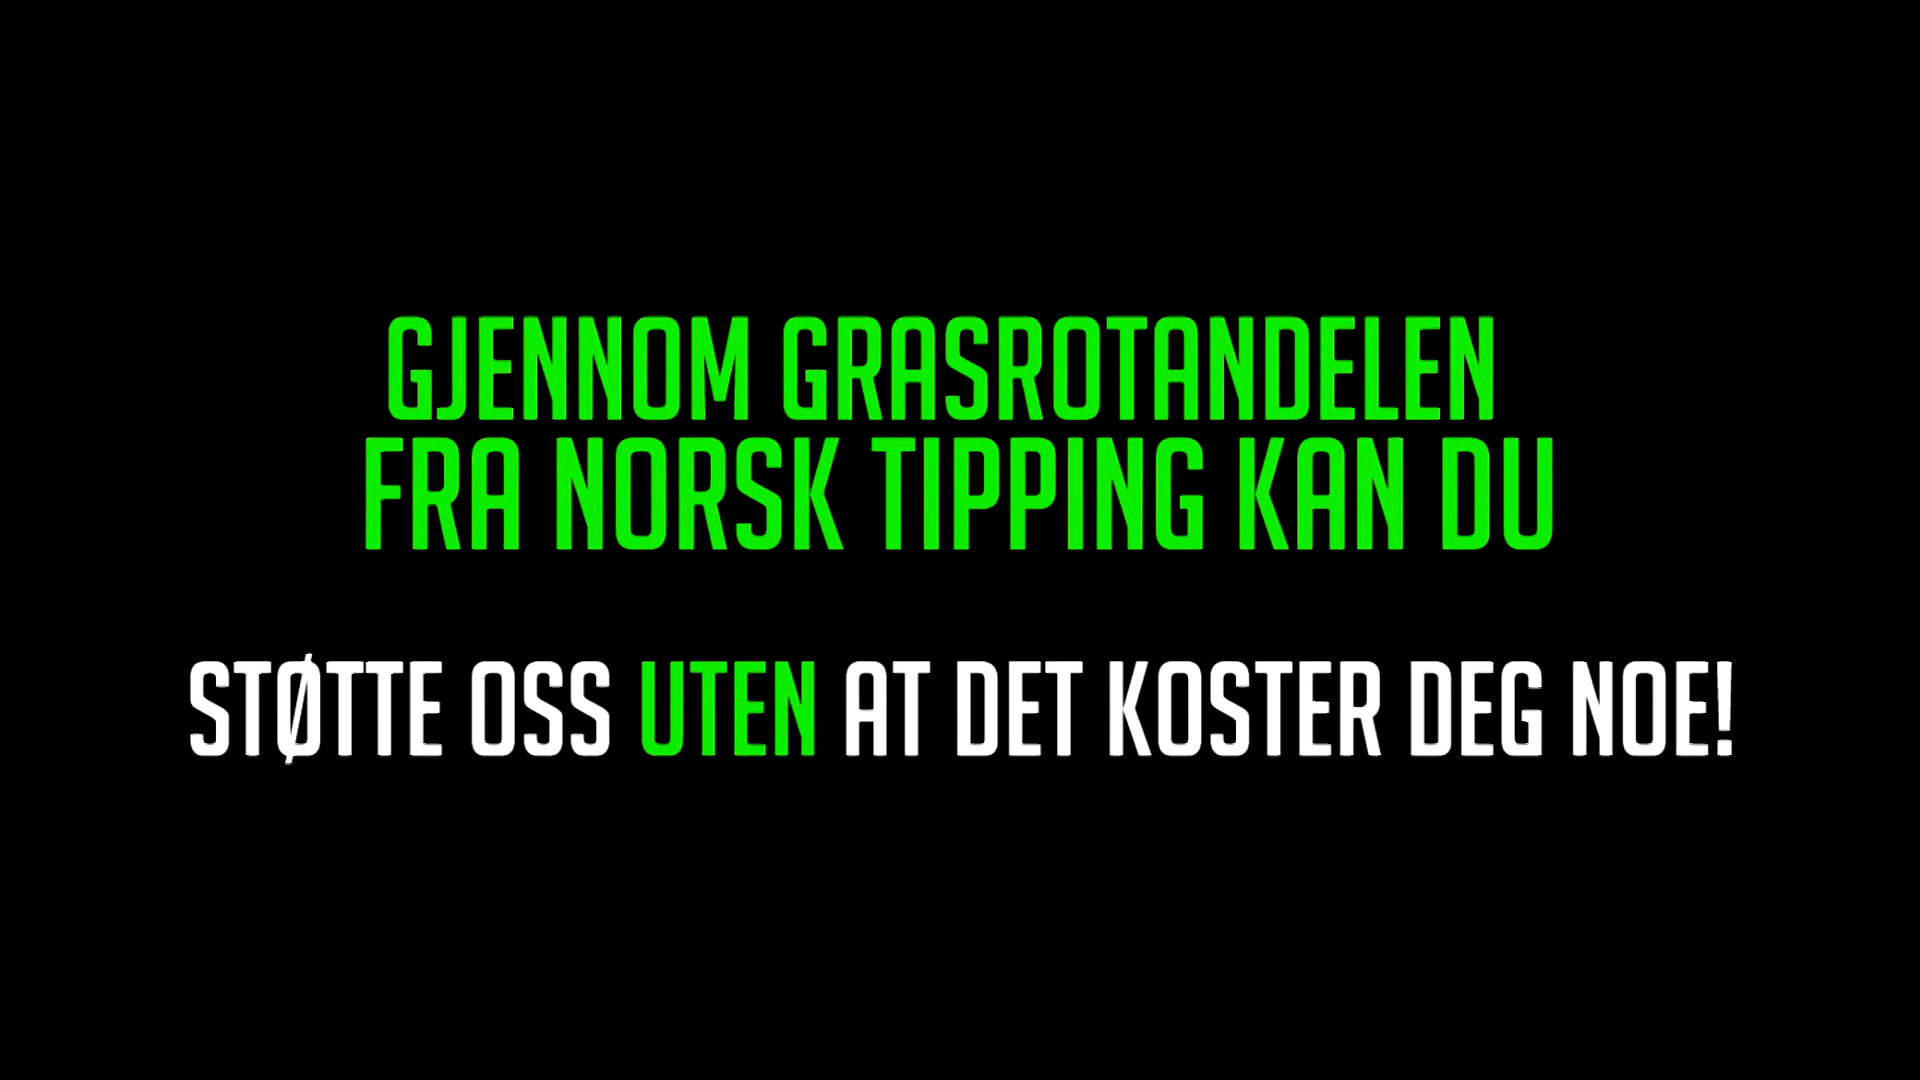 GJENNOM GRASROTANDELEN
FRA NORSK TIPPING KAN DU
STØTTE OSS UTEN AT DET KOSTER DEG NOE!